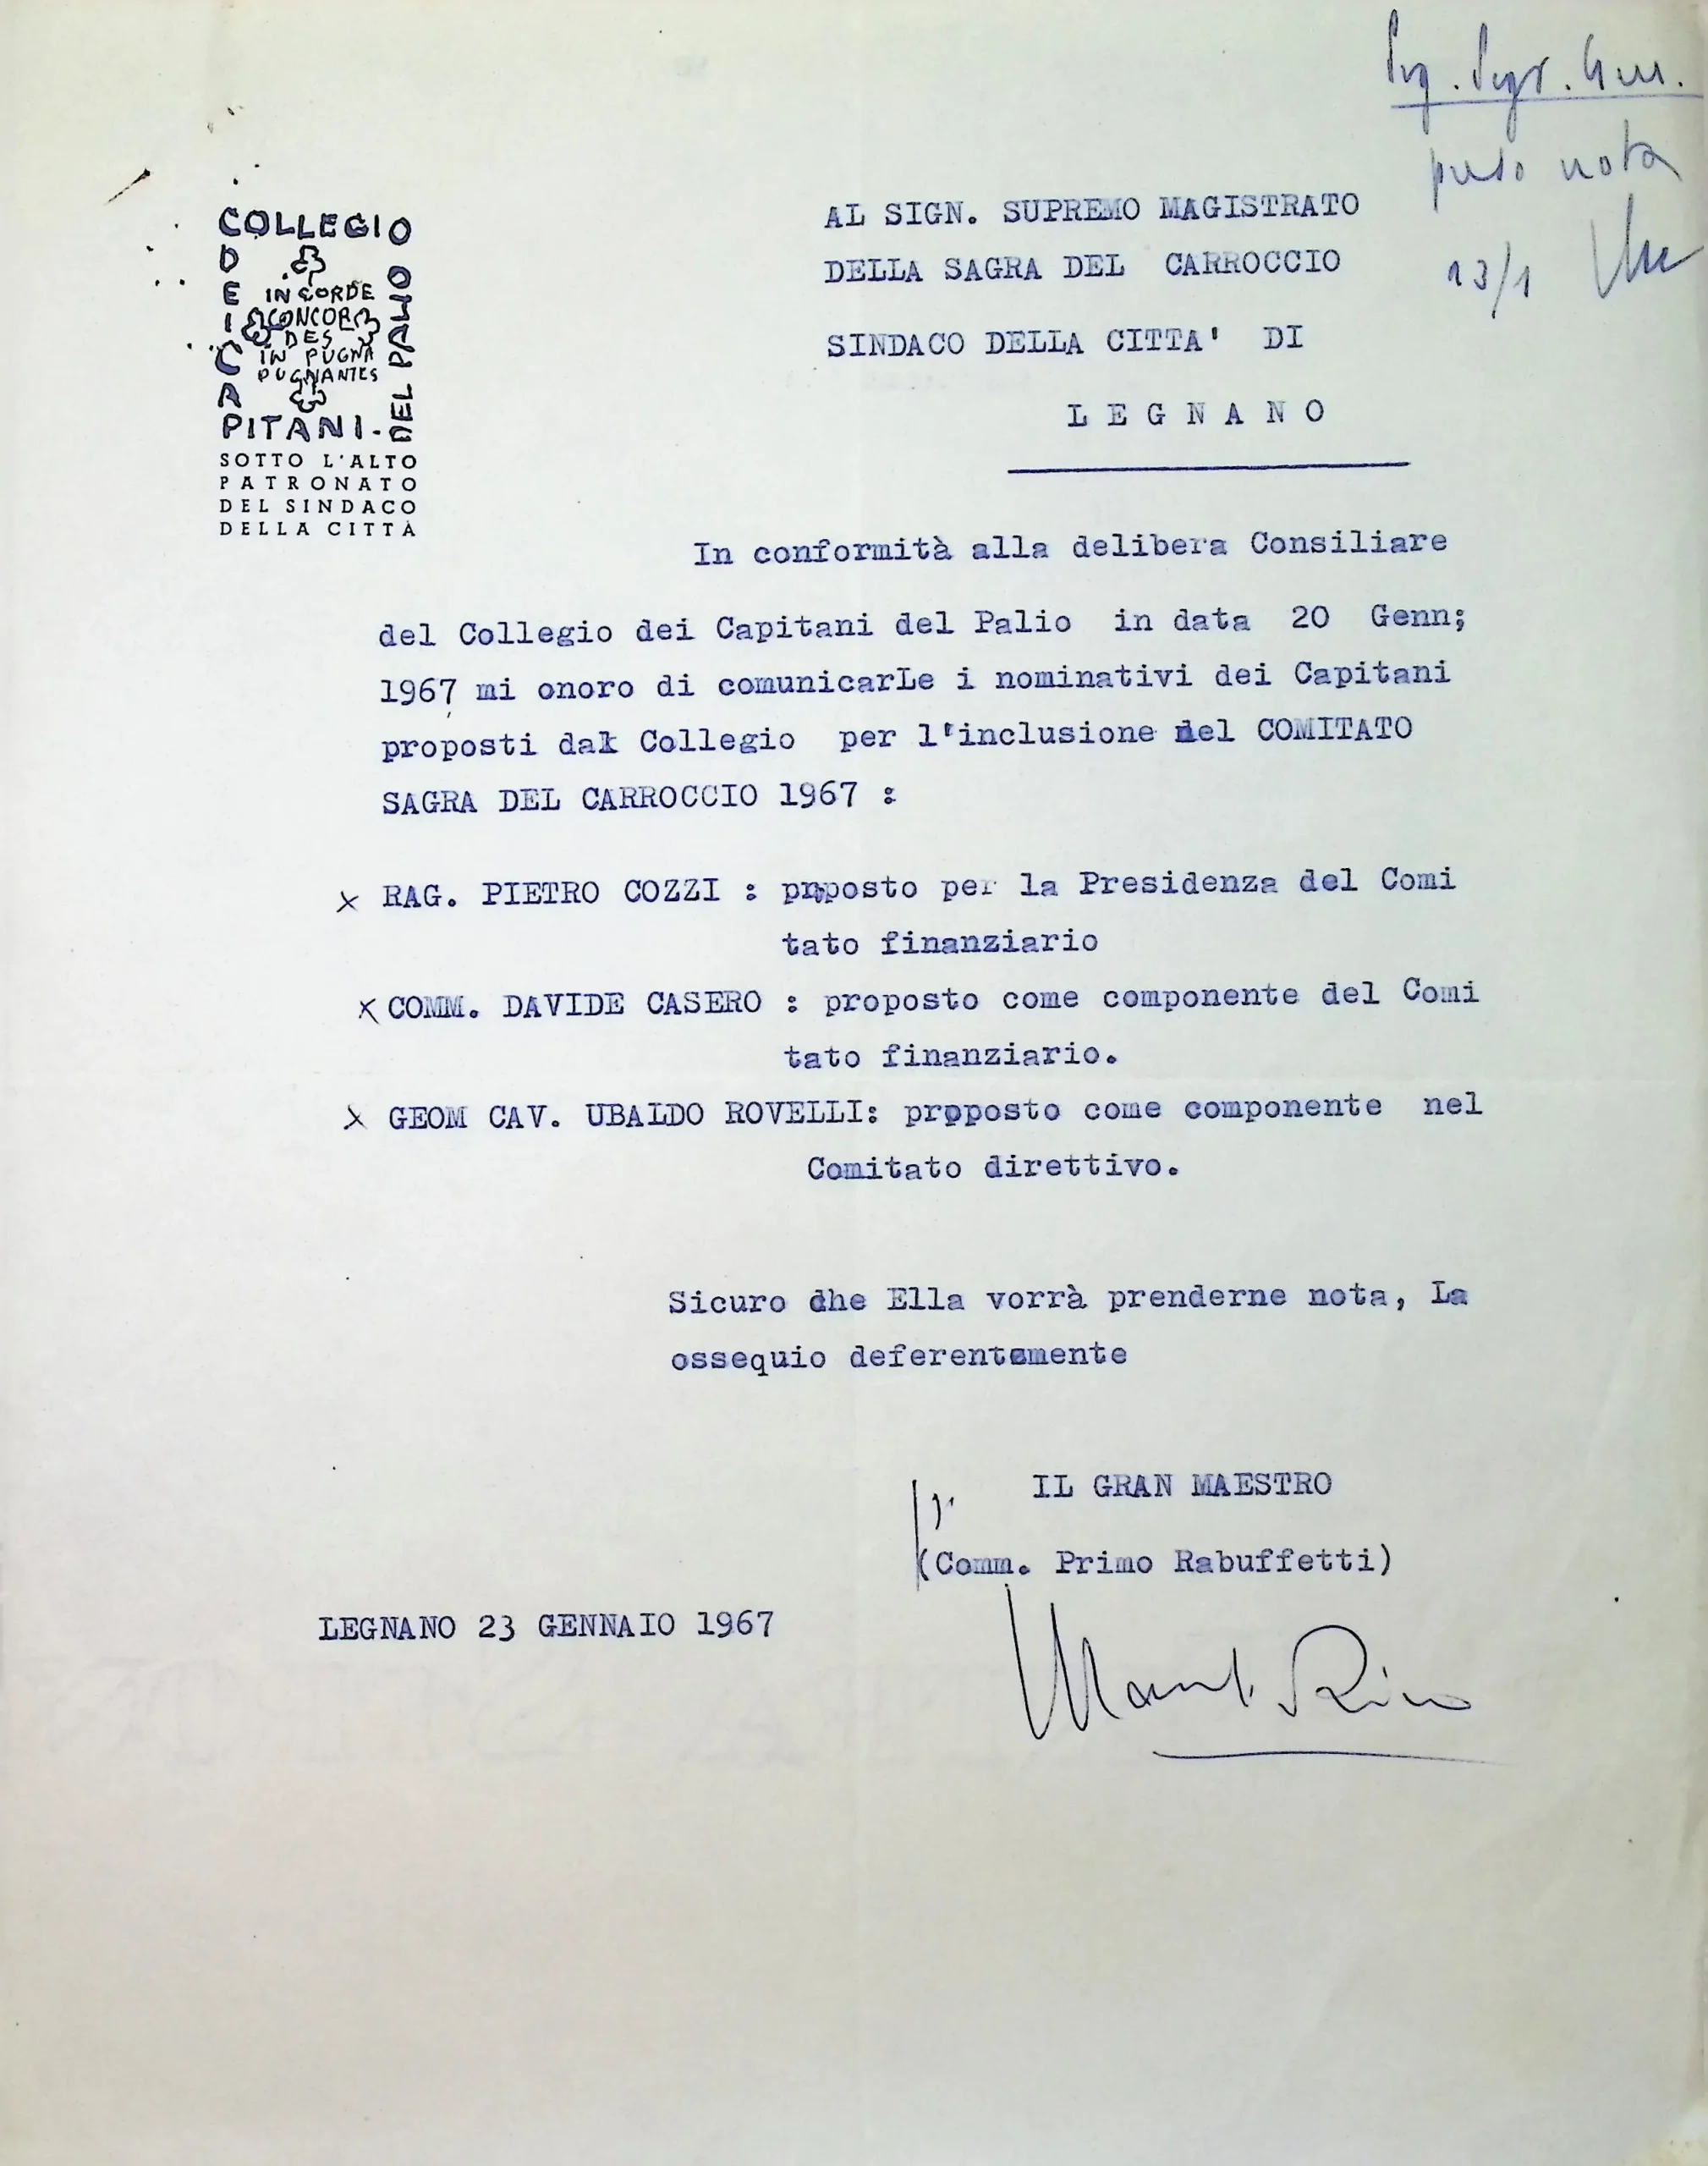 preso nota
13/1
COLLEGIO
DEI CA
PITANI-
DEL PALIO
IN CORDE
CONCOR
DES
IN PUGNA
PUGNANTES
SOTTO L'ALTO
PATRONATO
DEL SINDACO
DELLA CITTÀ
AL SIGN. SUPREMO MAGISTRATO
DELLA SAGRA DEL CARROCCIO
SINDACO DELLA CITTA' DI
L E G N A N O
In conformità alla delibera Consiliare
del Collegio dei Capitani del Palio in data 20 Genn;
1967 mi onoro di comunicarLe i nominativi dei Capitani
proposti dal Collegio per l'inclusione nel COMITATO
SAGRA DEL CARROCCIO 1967 :
x RAG. PIETRO COZZI : proposto per la Presidenza del Comi
tato finanziario
x COMM. DAVIDE CASERO : proposto come componente del Comi
tato finanziario.
x GEOM CAV. UBALDO ROVELLI: proposto come componente nel
Comitato direttivo.
Sicuro che Ella vorrà prenderne nota, La
ossequio deferentemente
IL GRAN MAESTRO
(Comm. Primo Rabuffetti)
LEGNANO 23 GENNAIO 1967